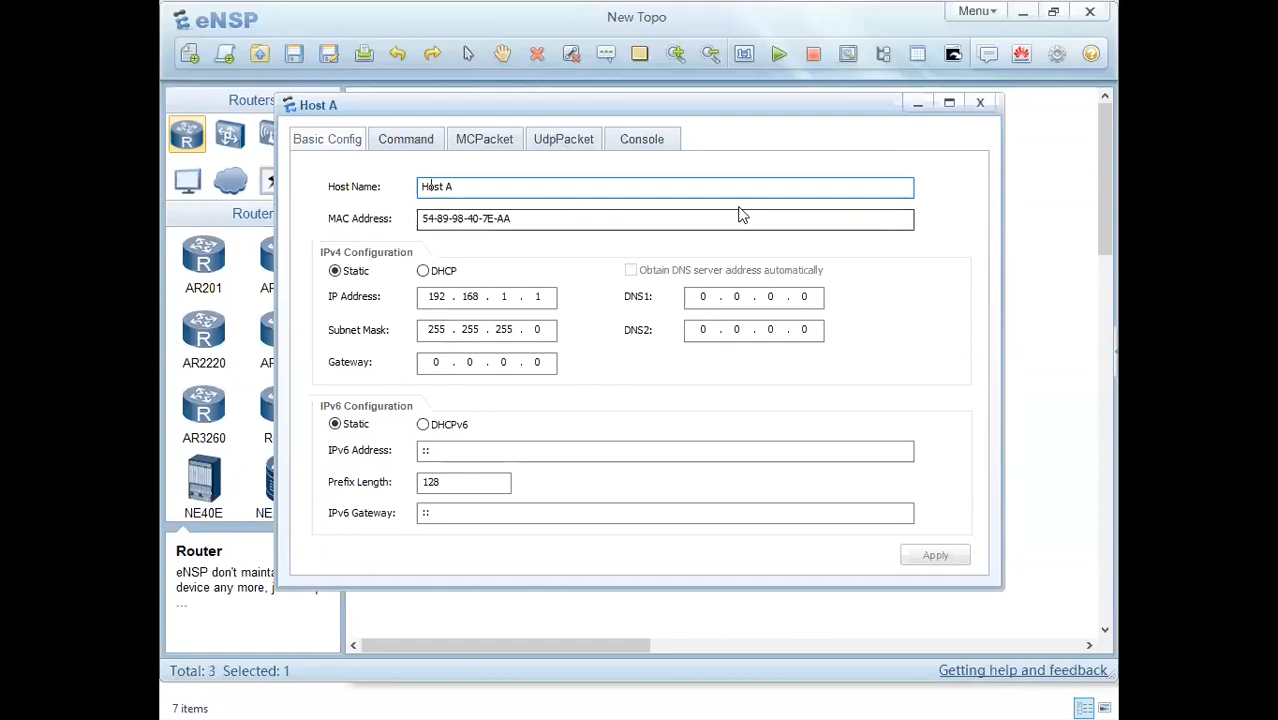 eNSP
New Topo
Menu
Routers
Host A
Basic Config
Command
MCPacket
UdpPacket
Console
Host Name:
Host A
MAC Address:
54-89-98-40-7E-AA
IPv4 Configuration
Static
DHCP
Obtain DNS server address automatically
IP Address:
192 . 168 . 1 . 1
DNS1:
0 . 0 . 0 . 0
Subnet Mask:
255 . 255 . 255 . 0
DNS2:
0 . 0 . 0 . 0
Gateway:
0 . 0 . 0 . 0
IPv6 Configuration
Static
DHCPv6
IPv6 Address:
::
Prefix Length:
128
IPv6 Gateway:
::
Apply
Router
R
R
AR201
R
AR2220
R
AR3260
NE40E
Router
eNSP don't
device any more,
...
Total: 3 Selected: 1
Getting help and feedback
7 items